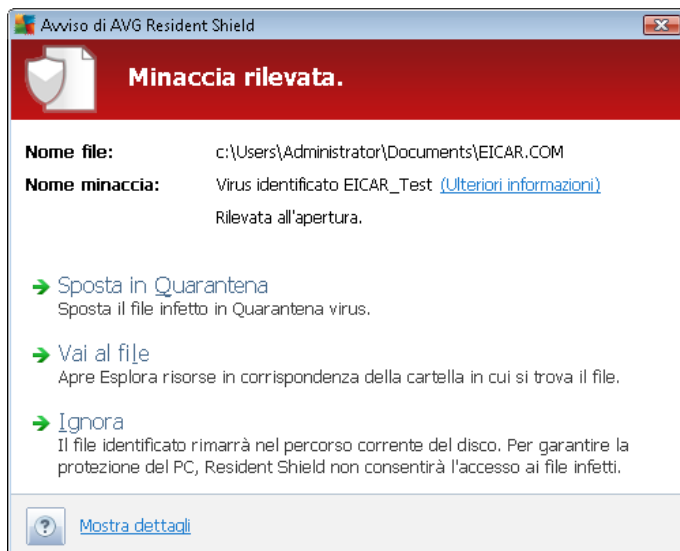 Avviso di AVG Resident Shield
Minaccia rilevata.
Nome file: c:\Users\Administrator\Documents\EICAR.COM
Nome minaccia: Virus identificato EICAR_Test (Ulteriori informazioni)
Rilevata all'apertura.
Sposta in Quarantena
Sposta il file infetto in Quarantena virus.
Vai al file
Apre Esplora risorse in corrispondenza della cartella in cui si trova il file.
Ignora
Il file identificato rimarrà nel percorso corrente del disco. Per garantire la
protezione del PC, Resident Shield non consentirà l'accesso ai file infetti.
? Mostra dettagli